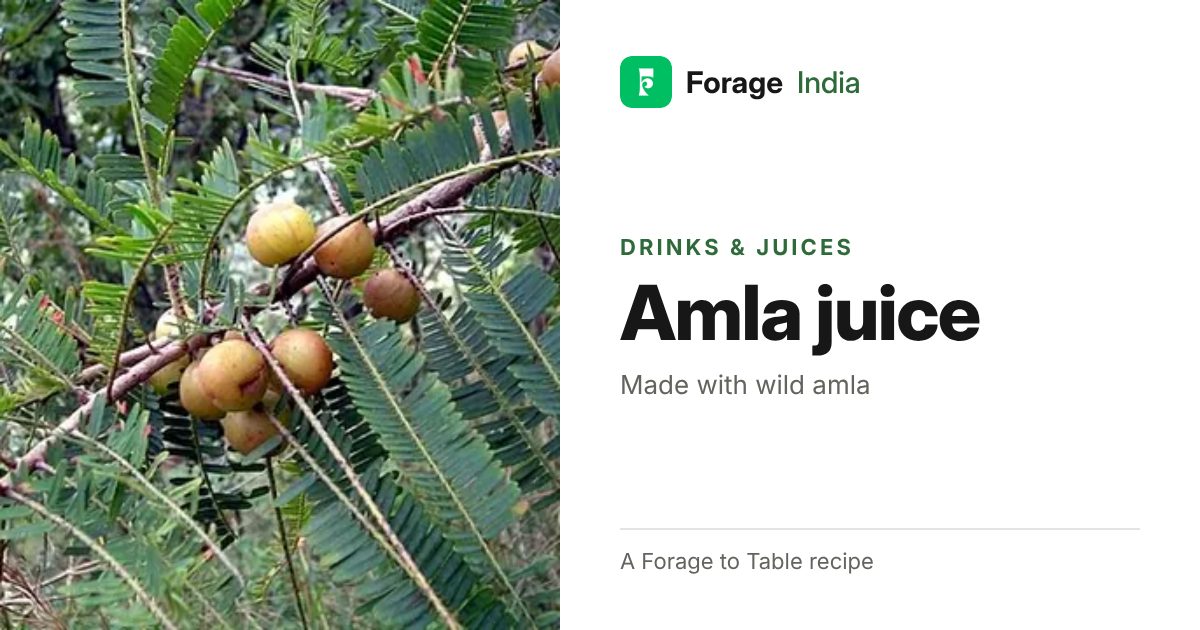 Forage India
DRINKS & JUICES
Amla juice
Made with wild amla
A Forage to Table recipe